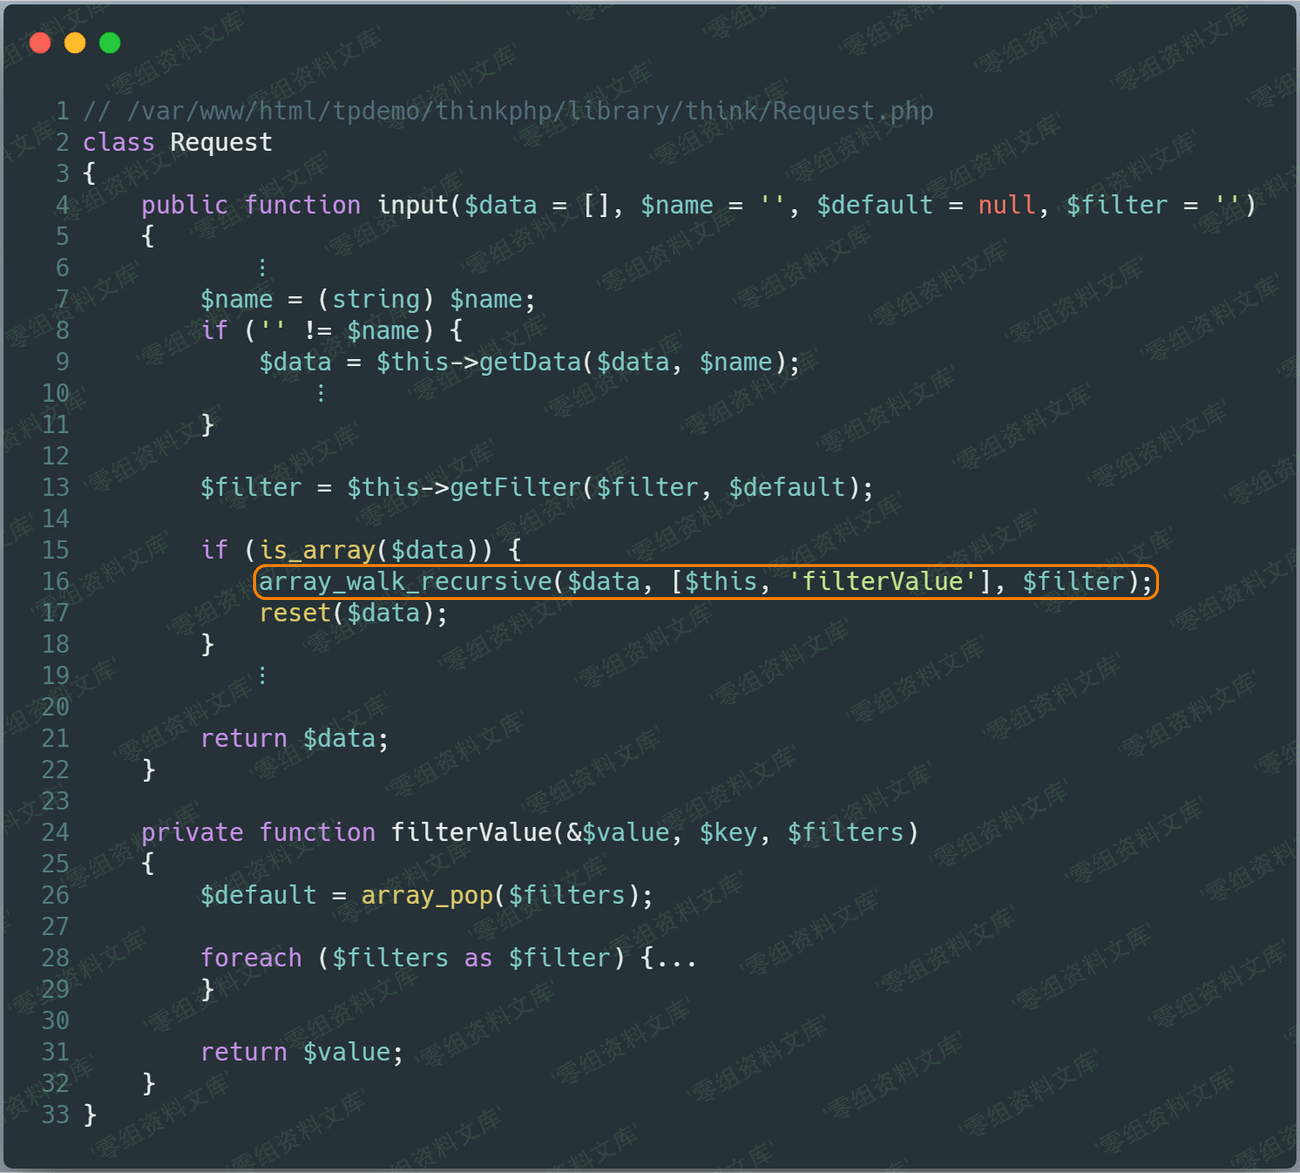 1 // /var/www/html/tpdemo/thinkphp/library/think/Request.php
2 class Request
3 {
4     public function input($data = [], $name = '', $default = null, $filter = '')
5     {
6             ⋮
7         $name = (string) $name;
8         if ('' != $name) {
9             $data = $this->getData($data, $name);
10                 ⋮
11         }
12
13         $filter = $this->getFilter($filter, $default);
14
15         if (is_array($data)) {
16             array_walk_recursive($data, [$this, 'filterValue'], $filter);
17             reset($data);
18         }
19             ⋮
20
21         return $data;
22     }
23
24     private function filterValue(&$value, $key, $filters)
25     {
26         $default = array_pop($filters);
27
28         foreach ($filters as $filter) {...
29         }
30
31         return $value;
32     }
33 }
'零组资料文库'